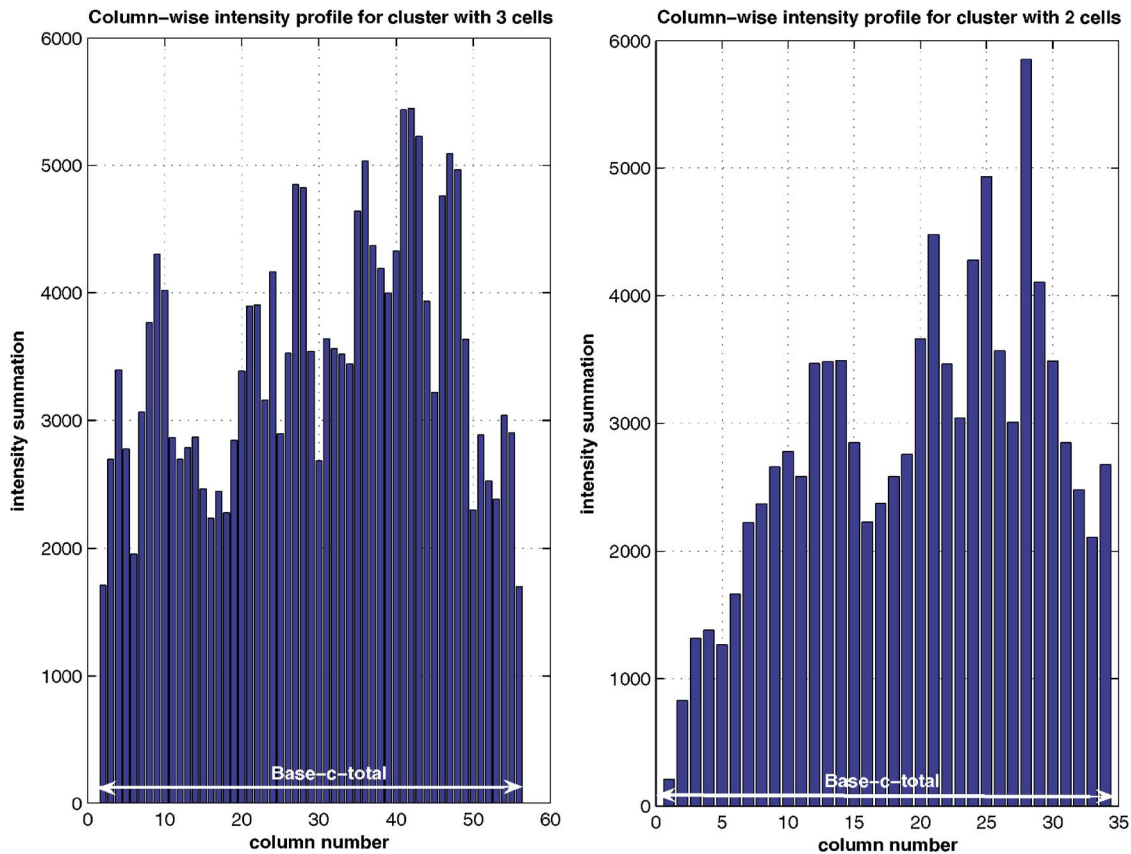 Column-wise intensity profile for cluster with 3 cells
6000
5000
4000
3000
2000
1000
0
intensity summation
Base-c-total
0 10 20 30 40 50 60
column number
Column-wise intensity profile for cluster with 2 cells
6000
5000
4000
3000
2000
1000
0
intensity summation
Base-c-total
0 5 10 15 20 25 30 35
column number